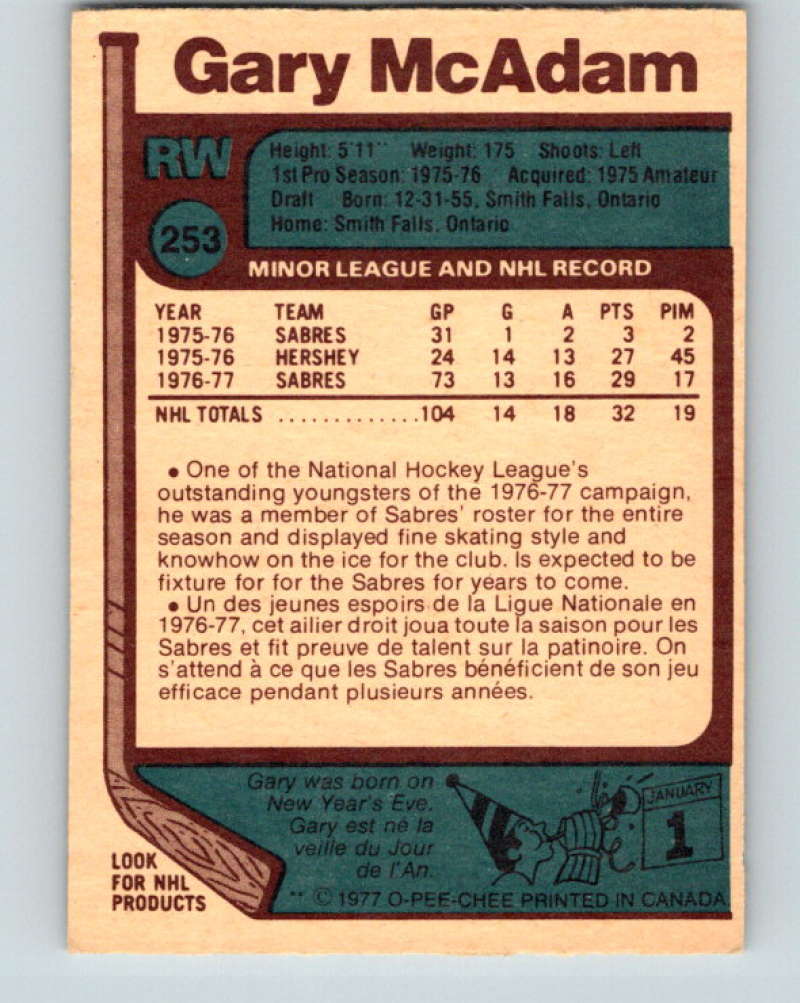 Gary McAdam
RW
Height: 5'11" Weight: 175 Shoots: Left
1st Pro Season: 1975-76 Acquired: 1975 Amateur
Draft Born: 12-31-55, Smith Falls, Ontario
Home: Smith Falls, Ontario
253
MINOR LEAGUE AND NHL RECORD
YEAR TEAM GP G A PTS PIM
1975-76 SABRES 31 1 2 3 2
1975-76 HERSHEY 24 14 13 27 45
1976-77 SABRES 73 13 16 29 17
NHL TOTALS ..............104 14 18 32 19
• One of the National Hockey League's
outstanding youngsters of the 1976-77 campaign,
he was a member of Sabres' roster for the entire
season and displayed fine skating style and
knowhow on the ice for the club. Is expected to be
fixture for for the Sabres for years to come.
• Un des jeunes espoirs de la Ligue Nationale en
1976-77, cet ailier droit joua toute la saison pour les
Sabres et fit preuve de talent sur la patinoire. On
s'attend à ce que les Sabres bénéficient de son jeu
efficace pendant plusieurs années.
Gary was born on
New Year's Eve.
Gary est ne la
veille du Jour
de l'An.
JANUARY
1
LOOK
FOR NHL
PRODUCTS
** © 1977 O-PEE-CHEE PRINTED IN CANADA